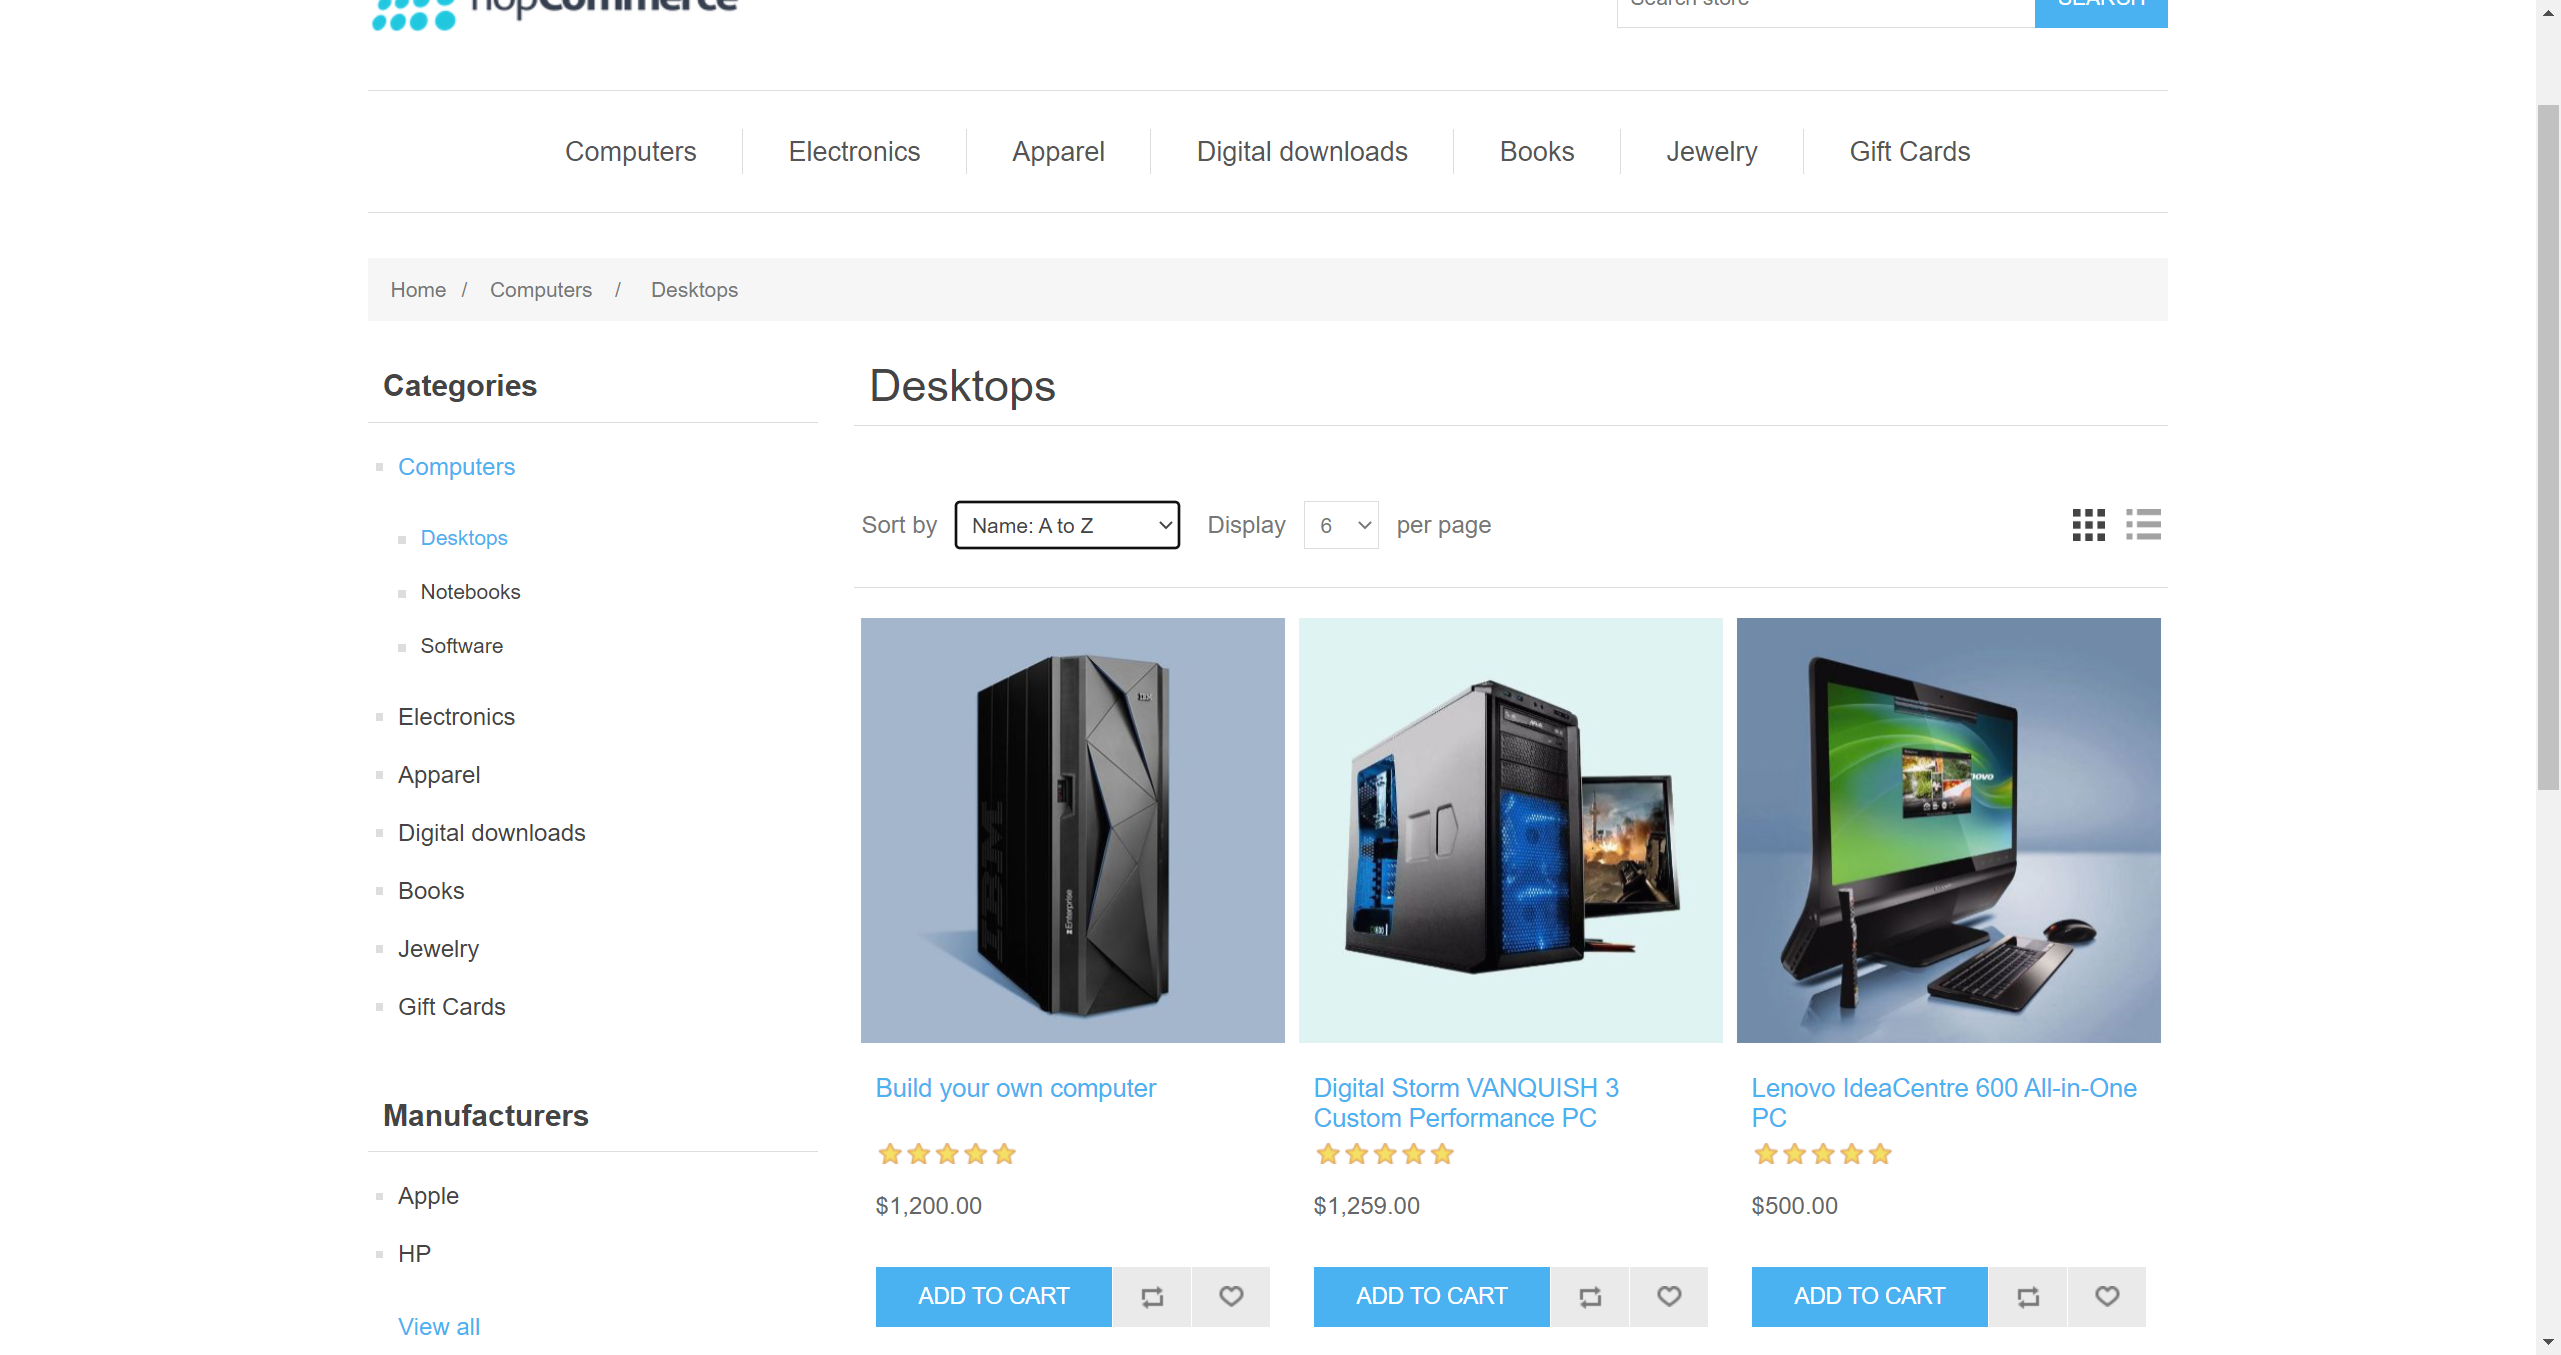 nopCommerce
Search store
SEARCH
Computers
Electronics
Apparel
Digital downloads
Books
Jewelry
Gift Cards
Home / Computers / Desktops
Categories
Computers
Desktops
Notebooks
Software
Electronics
Apparel
Digital downloads
Books
Jewelry
Gift Cards
Manufacturers
Apple
HP
View all
Desktops
Sort by Name: A to Z Display 6 per page
IBM
IBM
zEnterprise
Build your own computer
$1,200.00
ADD TO CART
Digital Storm VANQUISH 3
Custom Performance PC
$1,259.00
ADD TO CART
Lenovo IdeaCentre 600 All-in-One
PC
$500.00
ADD TO CART